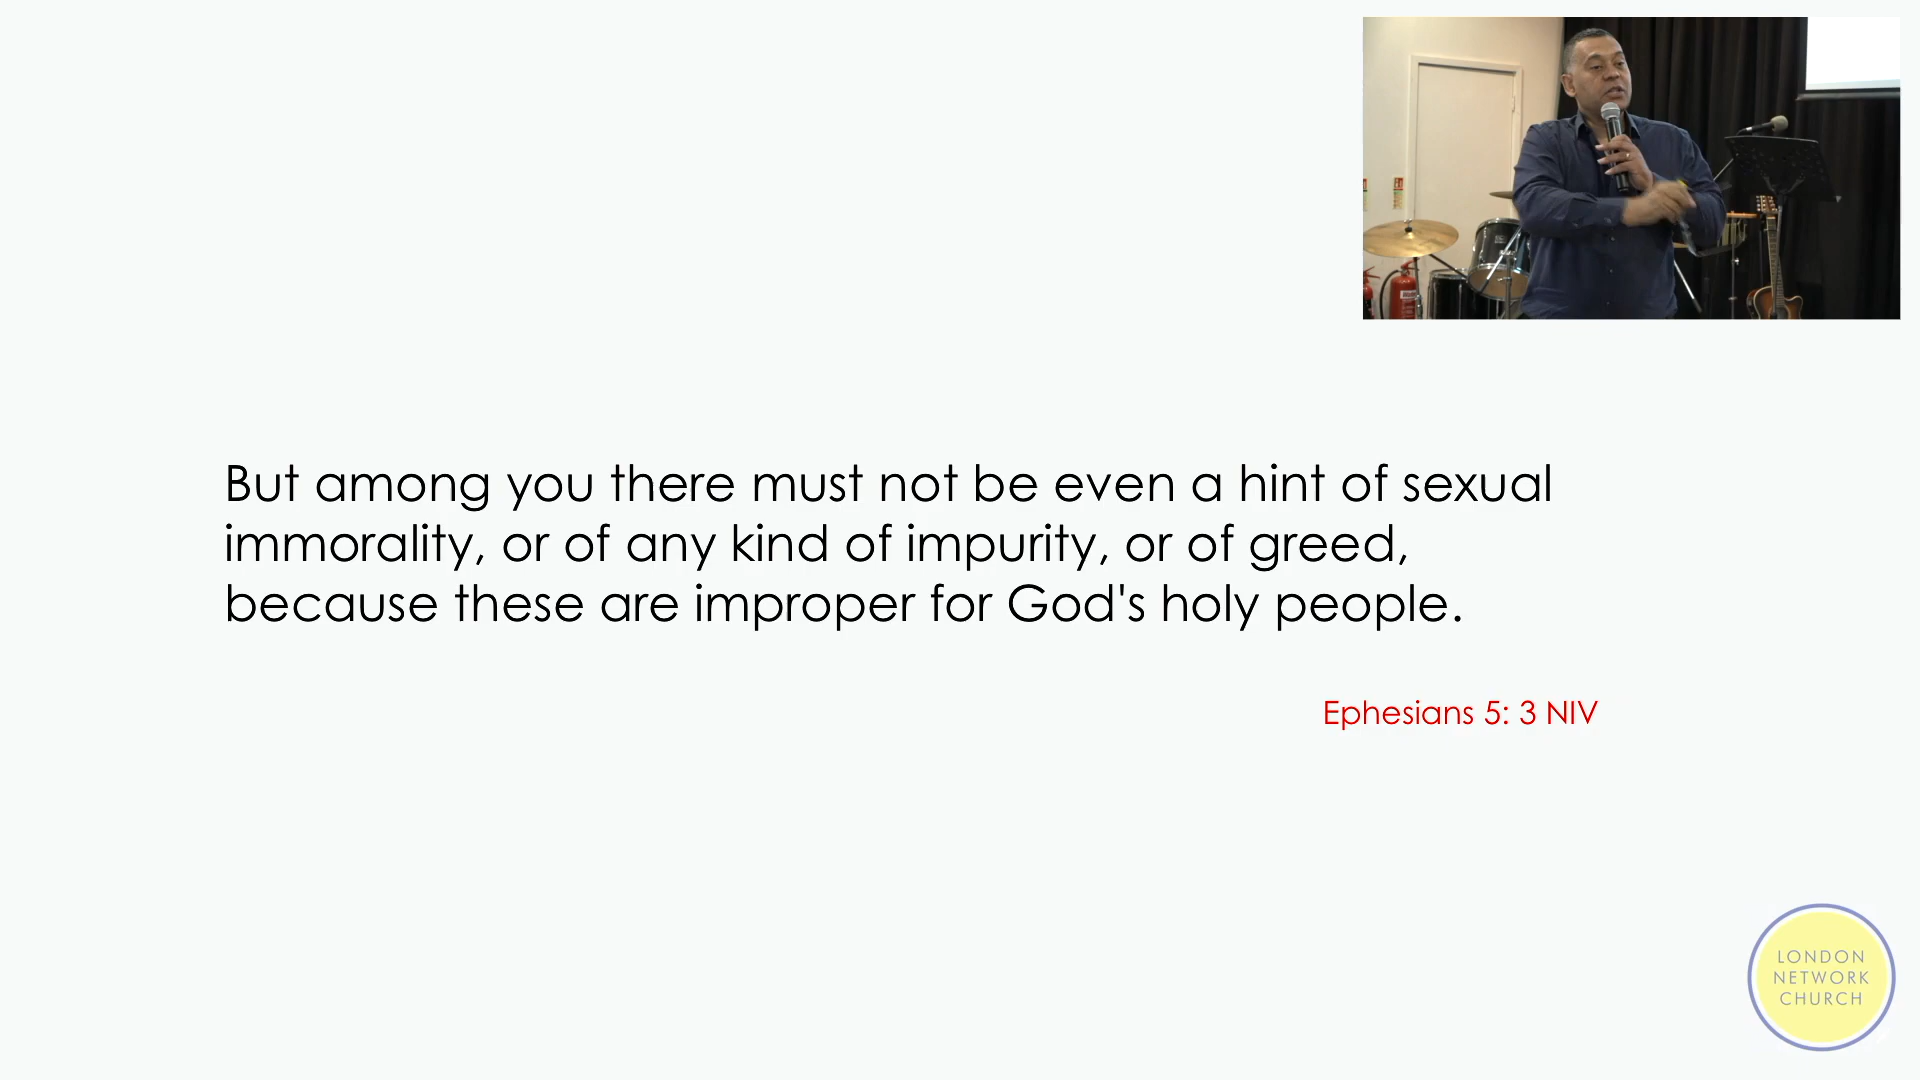 But among you there must not be even a hint of sexual
immorality, or of any kind of impurity, or of greed,
because these are improper for God's holy people.
Ephesians 5: 3 NIV
LONDON
NETWORK
CHURCH